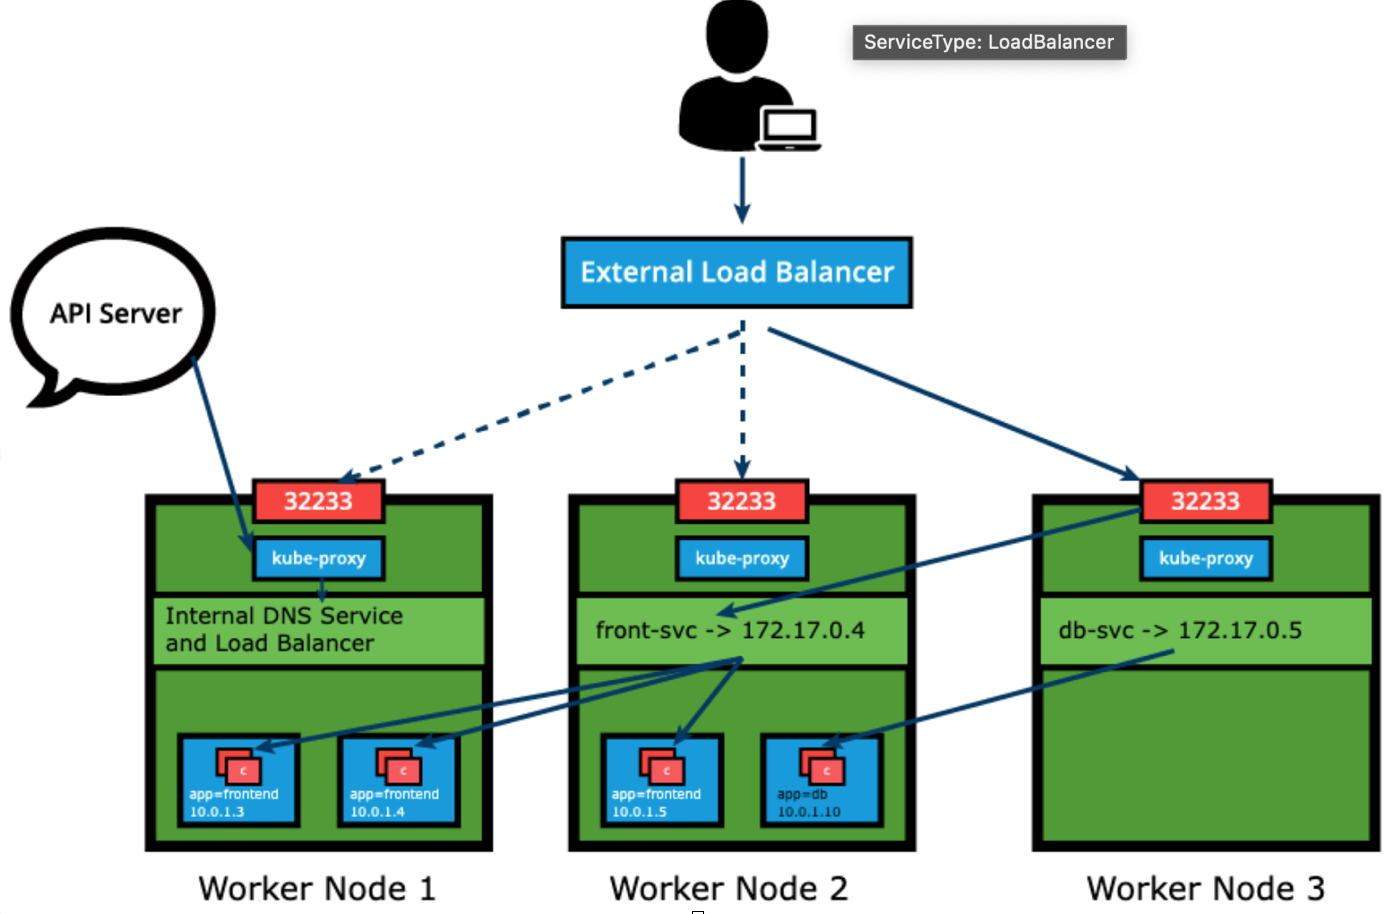 ServiceType: LoadBalancer
External Load Balancer
API Server
32233
32233
32233
kube-proxy
kube-proxy
kube-proxy
Internal DNS Service
and Load Balancer
front-svc -> 172.17.0.4
db-svc -> 172.17.0.5
c
app=frontend
10.0.1.3
c
app=frontend
10.0.1.4
c
app=frontend
10.0.1.5
c
app=db
10.0.1.10
Worker Node 1
Worker Node 2
Worker Node 3